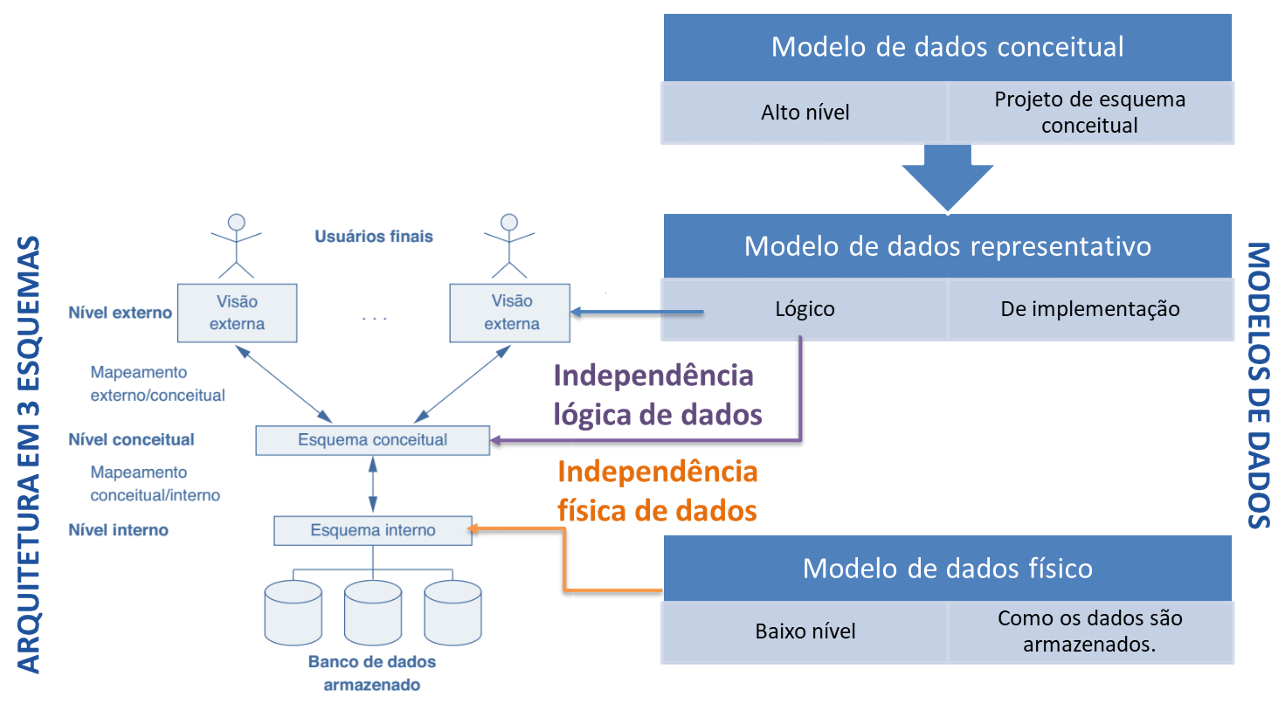 ARQUITETURA EM 3 ESQUEMAS
Usuários finais
Nível externo
Visão
externa
. . .
Visão
externa
Mapeamento
externo/conceitual
Nível conceitual
Esquema conceitual
Mapeamento
conceitual/interno
Nível interno
Esquema interno
Banco de dados
armazenado
Independência
lógica de dados
Independência
física de dados
Modelo de dados conceitual
Alto nível
Projeto de esquema
conceitual
Modelo de dados representativo
Lógico
De implementação
Modelo de dados físico
Baixo nível
Como os dados são
armazenados.
MODELOS DE DADOS